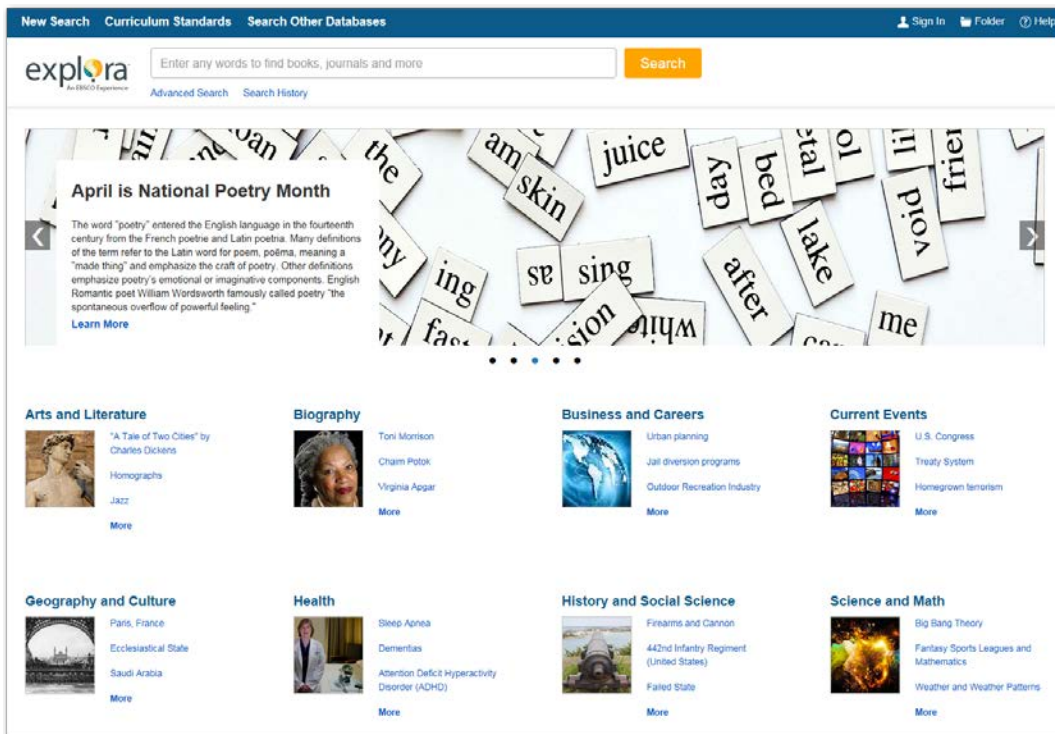 New Search Curriculum Standards Search Other Databases
Sign In Folder Help
explora
An EBSCO Experience
Enter any words to find books, journals and more
Search
Advanced Search Search History
April is National Poetry Month
The word "poetry" entered the English language in the fourteenth
century from the French poetrie and Latin poetria. Many definitions
of the term refer to the Latin word for poem, poēma, meaning a
"made thing" and emphasize the craft of poetry. Other definitions
emphasize poetry's emotional or imaginative components. English
Romantic poet William Wordsworth famously called poetry "the
spontaneous overflow of powerful feeling."
Learn More
the
am
skin
juice
day
bed
void
lake
ing
as
sing
after
me
white
Arts and Literature
"A Tale of Two Cities" by
Charles Dickens
Homographs
Jazz
More
Biography
Toni Morrison
Chaim Potok
Virginia Apgar
More
Business and Careers
Urban planning
Jail diversion programs
Outdoor Recreation Industry
More
Current Events
U.S. Congress
Treaty System
Homegrown terrorism
More
Geography and Culture
Paris, France
Ecclesiastical State
Saudi Arabia
More
Health
Sleep Apnea
Dementias
Attention Deficit Hyperactivity
Disorder (ADHD)
More
History and Social Science
Firearms and Cannon
442nd Infantry Regiment
(United States)
Failed State
More
Science and Math
Big Bang Theory
Fantasy Sports Leagues and
Mathematics
Weather and Weather Patterns
More